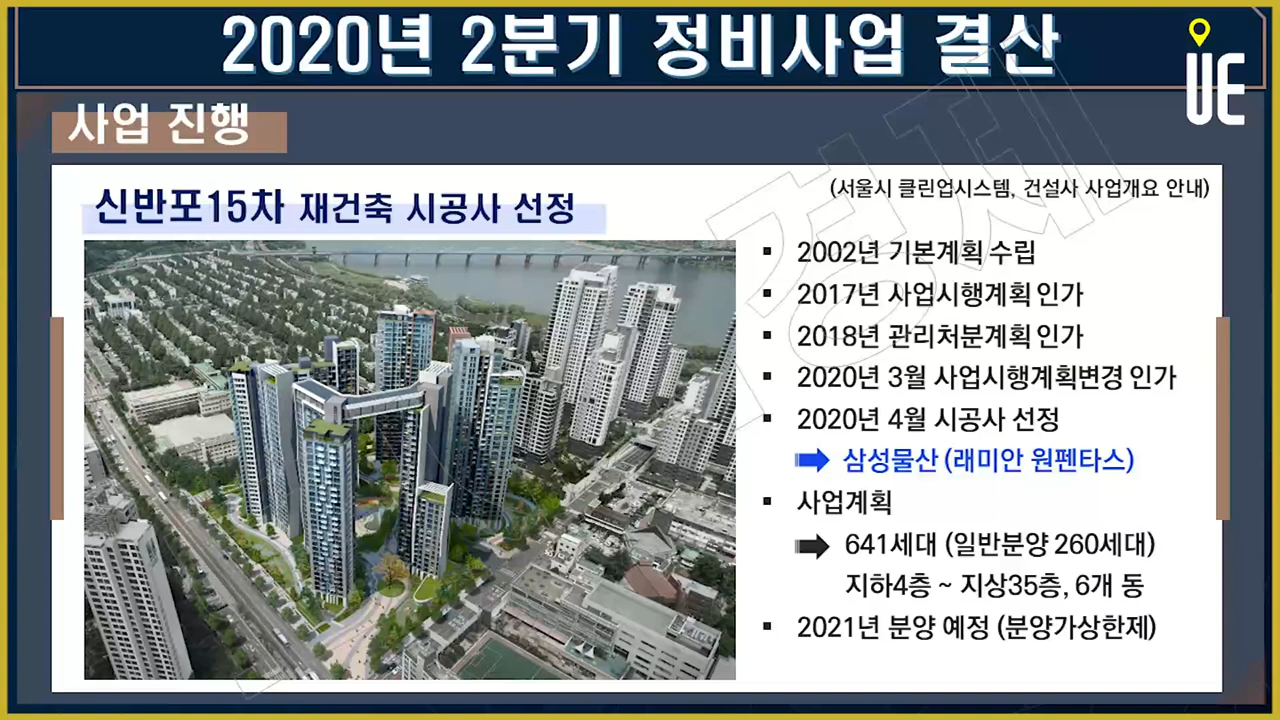 2020년 2분기 정비사업 결산
UE
사업 진행
경제
신반포15차 재건축 시공사 선정
(서울시 클린업시스템, 건설사 사업개요 안내)
▪ 2002년 기본계획 수립
▪ 2017년 사업시행계획 인가
▪ 2018년 관리처분계획 인가
▪ 2020년 3월 사업시행계획변경 인가
▪ 2020년 4월 시공사 선정
삼성물산 (래미안 원펜타스)
▪ 사업계획
641세대 (일반분양 260세대)
지하4층 ~ 지상35층, 6개 동
▪ 2021년 분양 예정 (분양가상한제)